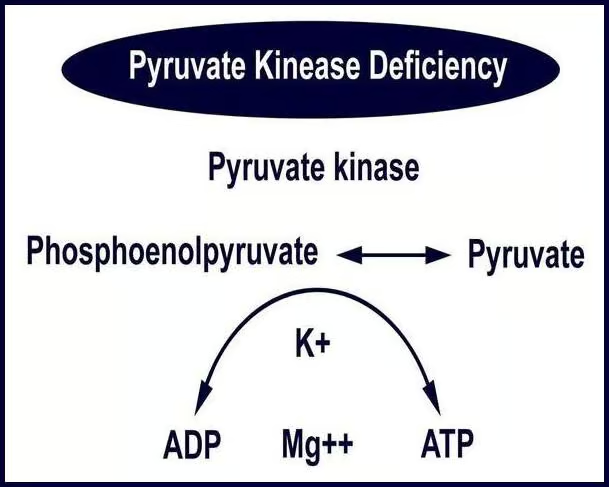 Pyruvate Kinease Deficiency
Pyruvate kinase
Phosphoenolpyruvate Pyruvate
K+
ADP Mg++ ATP